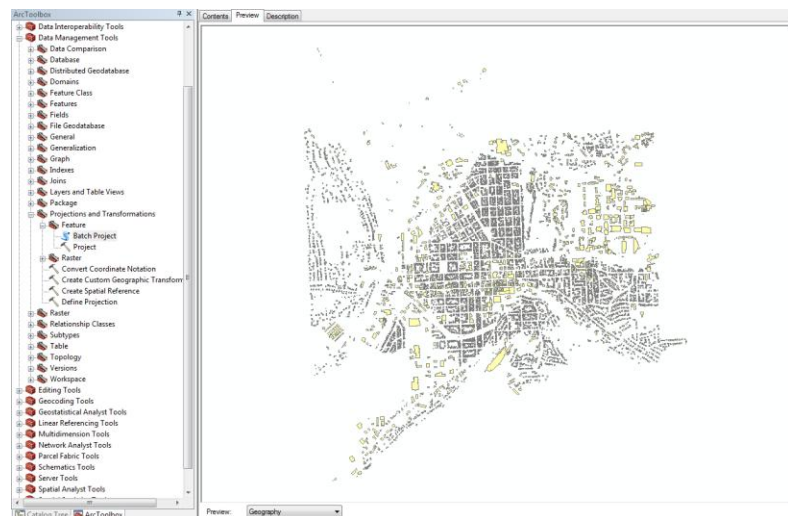 ArcToolbox
Data Interoperability Tools
Data Management Tools
Data Comparison
Database
Distributed Geodatabase
Domains
Feature Class
Features
Fields
File Geodatabase
General
Generalization
Graph
Indexes
Joins
Layers and Table Views
Package
Projections and Transformations
Feature
Batch Project
Project
Raster
Convert Coordinate Notation
Create Custom Geographic Transform
Create Spatial Reference
Define Projection
Raster
Relationship Classes
Subtypes
Table
Topology
Versions
Workspace
Editing Tools
Geocoding Tools
Geostatistical Analyst Tools
Linear Referencing Tools
Multidimension Tools
Network Analyst Tools
Parcel Fabric Tools
Schematics Tools
Server Tools
Spatial Analyst Tools
Catalog Tree ArcToolbox
Contents Preview Description
Preview: Geography